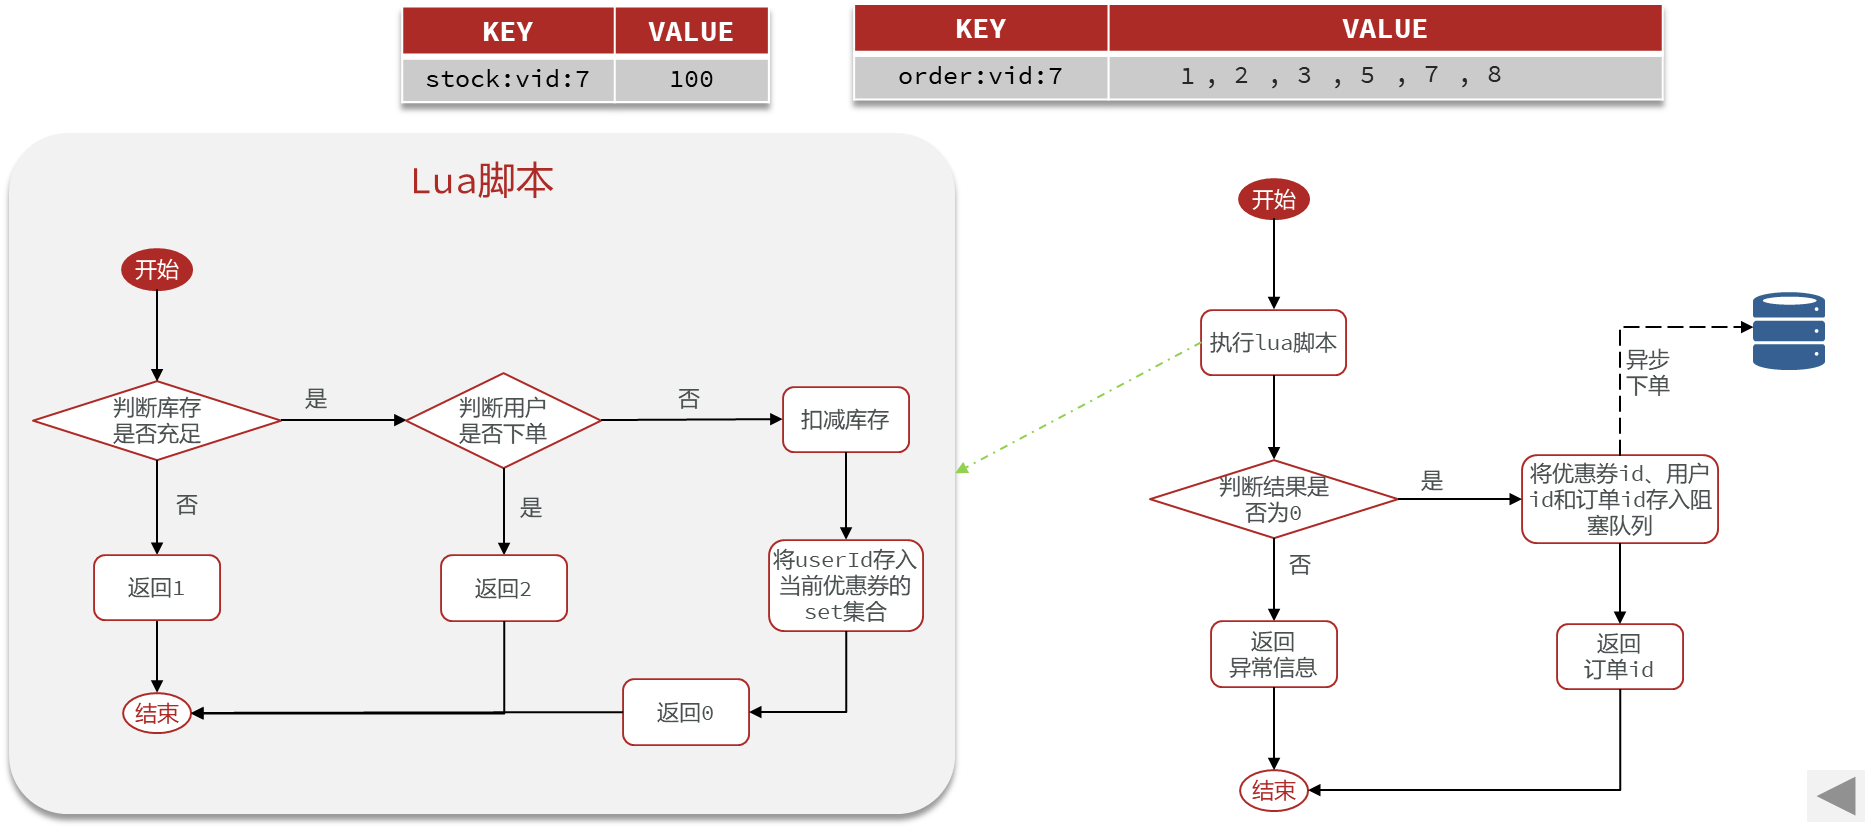 KEY VALUE
stock:vid:7 100
KEY VALUE
order:vid:7 1 , 2 , 3 , 5 , 7 , 8
Lua脚本
开始
判断库存
是否充足
是
判断用户
是否下单
否
扣减库存
否
返回1
是
返回2
将userId存入
当前优惠券的
set集合
返回0
结束
开始
执行lua脚本
判断结果是
否为0
是
将优惠券id、用户
id和订单id存入阻
塞队列
异步
下单
否
返回
异常信息
返回
订单id
结束